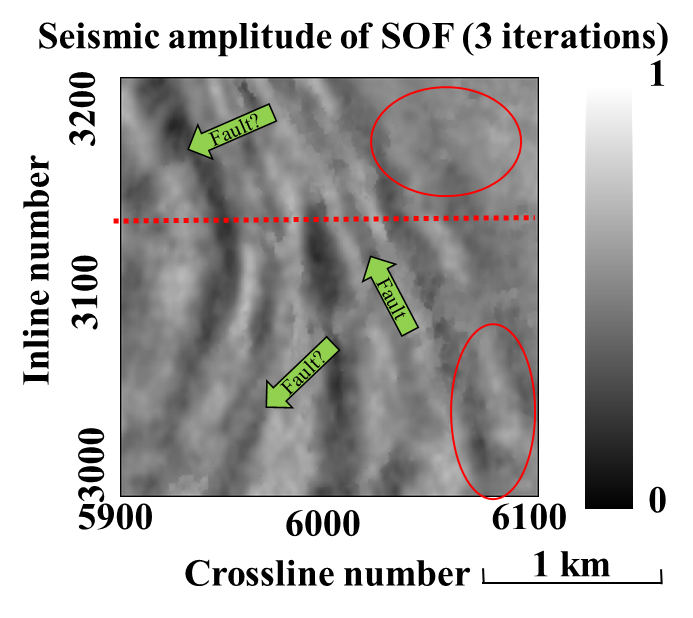 Seismic amplitude of SOF (3 iterations)
1
3200
Fault?
Inline number
3100
Fault
Fault?
3000
0
5900
6000
6100
Crossline number
1 km